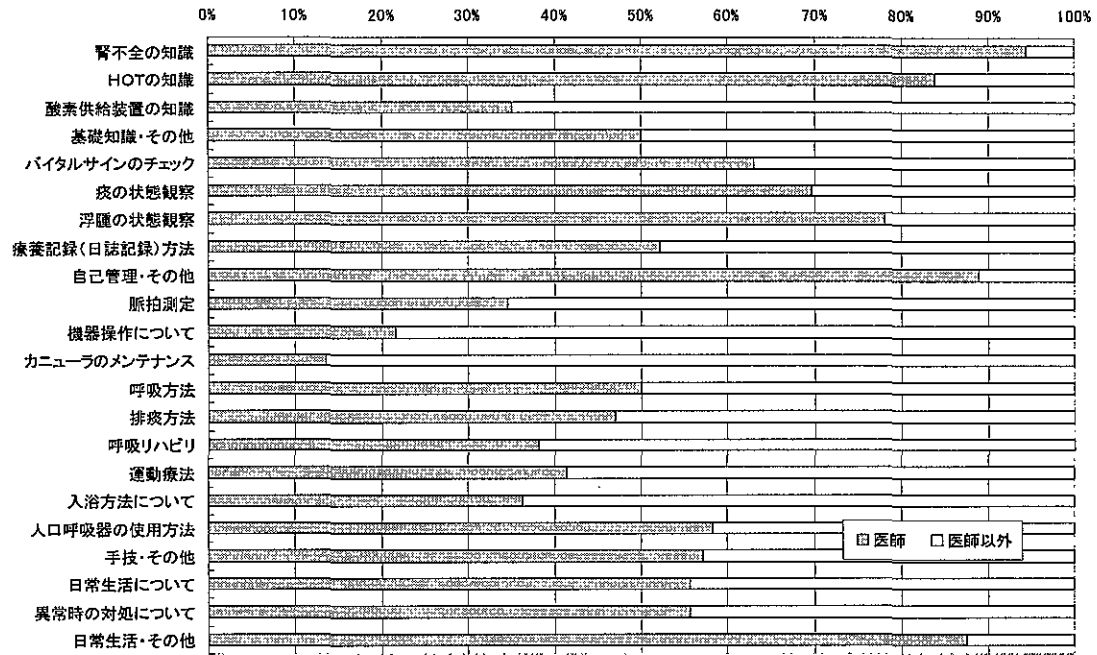 0% 10% 20% 30% 40% 50% 60% 70% 80% 90% 100%
腎不全の知識
HOTの知識
酸素供給装置の知識
基礎知識・その他
バイタルサインのチェック
痰の状態観察
浮腫の状態観察
療養記録(日誌記録)方法
自己管理・その他
脈拍測定
機器操作について
カニューラのメンテナンス
呼吸方法
排痰方法
呼吸リハビリ
運動療法
入浴方法について
人口呼吸器の使用方法
手技・その他
日常生活について
異常時の対処について
日常生活・その他
医師 医師以外